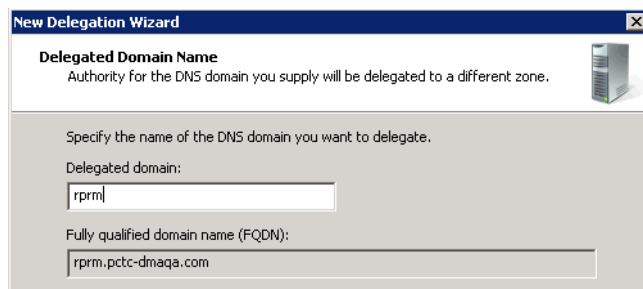 New Delegation Wizard
Delegated Domain Name
Authority for the DNS domain you supply will be delegated to a different zone.
Specify the name of the DNS domain you want to delegate.
Delegated domain:
rprm
Fully qualified domain name (FQDN):
rprm.pctc-dmaqa.com